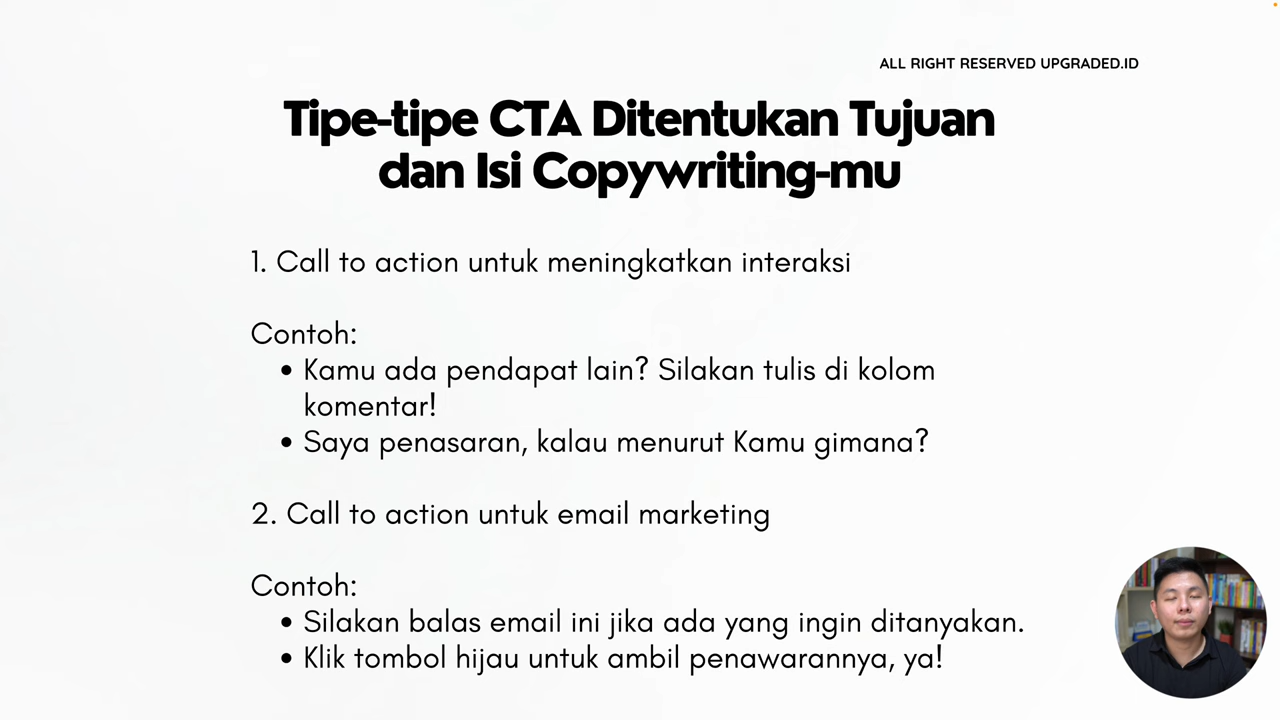 ALL RIGHT RESERVED UPGRADED.ID
Tipe-tipe CTA Ditentukan Tujuan
dan Isi Copywriting-mu
1. Call to action untuk meningkatkan interaksi
Contoh:
• Kamu ada pendapat lain? Silakan tulis di kolom
komentar!
• Saya penasaran, kalau menurut Kamu gimana?
2. Call to action untuk email marketing
Contoh:
• Silakan balas email ini jika ada yang ingin ditanyakan.
• Klik tombol hijau untuk ambil penawarannya, ya!